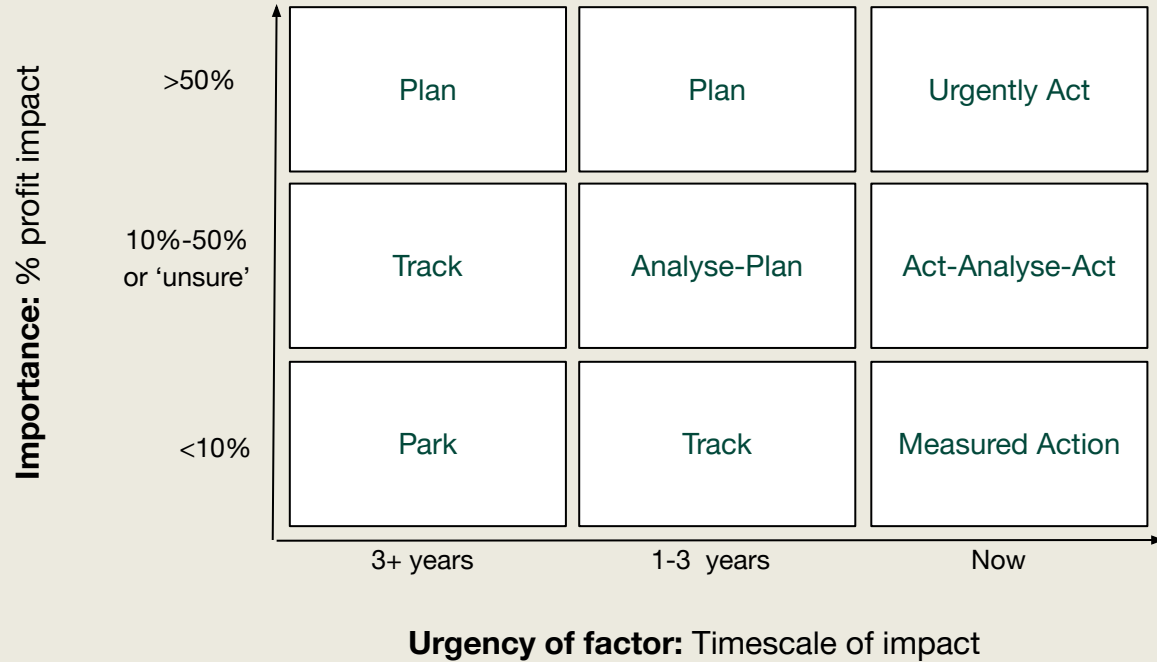 Importance: % profit impact
>50%
Plan
Plan
Urgently Act
10%-50%
or ‘unsure’
Track
Analyse-Plan
Act-Analyse-Act
<10%
Park
Track
Measured Action
3+ years
1-3 years
Now
Urgency of factor: Timescale of impact